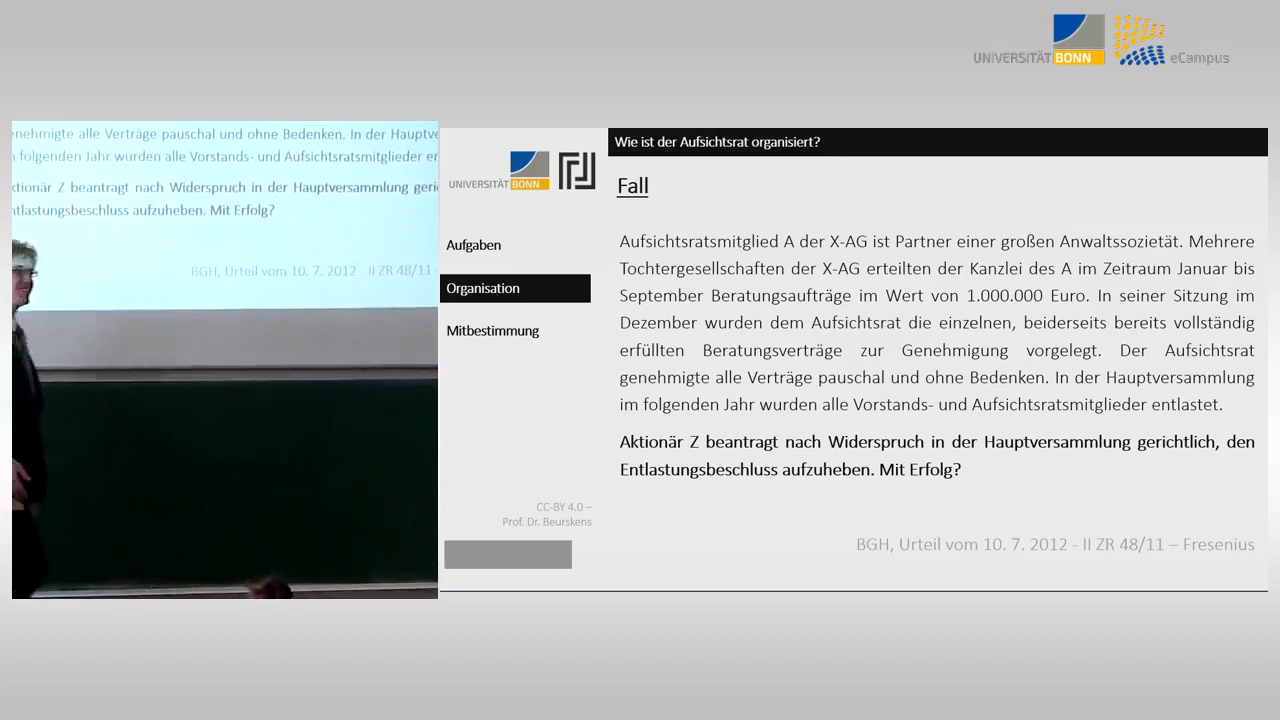 UNIVERSITÄT BONN eCampus
genehmigte alle Verträge pauschal und ohne Bedenken. In der
folgenden Jahr wurden alle Vorstands- und Aufsichtsratsmitglieder
Aktionär Z beantragt nach Widerspruch in der Hauptversammlung
aufzuheben. Mit Erfolg?
BGH, Urteil vom 10. 7. 2012 - II ZR 48/11
UNIVERSITÄT BONN
Aufgaben
Organisation
Mitbestimmung
CC-BY 4.0 –
Prof. Dr. Beurskens
Wie ist der Aufsichtsrat organisiert?
Fall
Aufsichtsratsmitglied A der X-AG ist Partner einer großen Anwaltssozietät. Mehrere
Tochtergesellschaften der X-AG erteilten der Kanzlei des A im Zeitraum Januar bis
September Beratungsaufträge im Wert von 1.000.000 Euro. In seiner Sitzung im
Dezember wurden dem Aufsichtsrat die einzelnen, beiderseits bereits vollständig
erfüllten Beratungsverträge zur Genehmigung vorgelegt. Der Aufsichtsrat
genehmigte alle Verträge pauschal und ohne Bedenken. In der Hauptversammlung
im folgenden Jahr wurden alle Vorstands- und Aufsichtsratsmitglieder entlastet.
Aktionär Z beantragt nach Widerspruch in der Hauptversammlung gerichtlich, den
Entlastungsbeschluss aufzuheben. Mit Erfolg?
BGH, Urteil vom 10. 7. 2012 - II ZR 48/11 – Fresenius